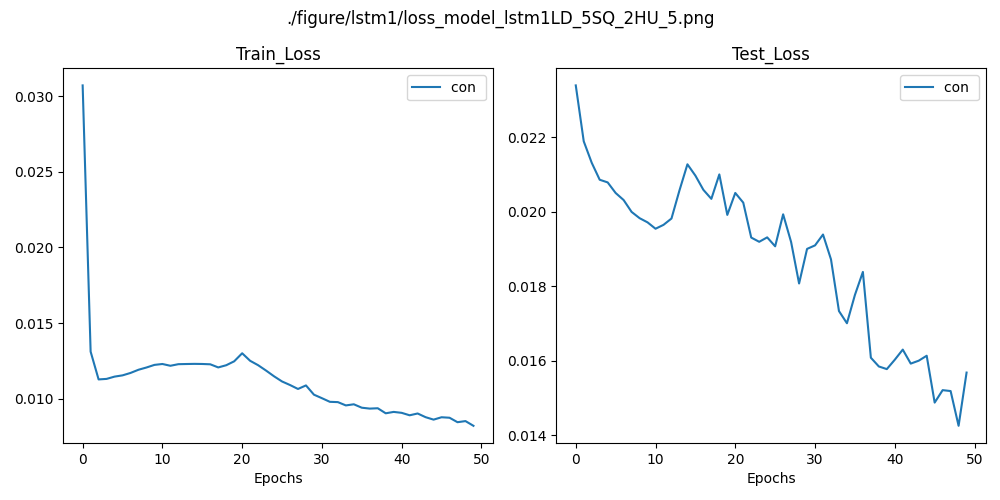 ./figure/lstm1/loss_model_lstm1LD_5SQ_2HU_5.png
Train_Loss
con
0.030
0.025
0.020
0.015
0.010
0 10 20 30 40 50
Epochs
Test_Loss
con
0.022
0.020
0.018
0.016
0.014
0 10 20 30 40 50
Epochs